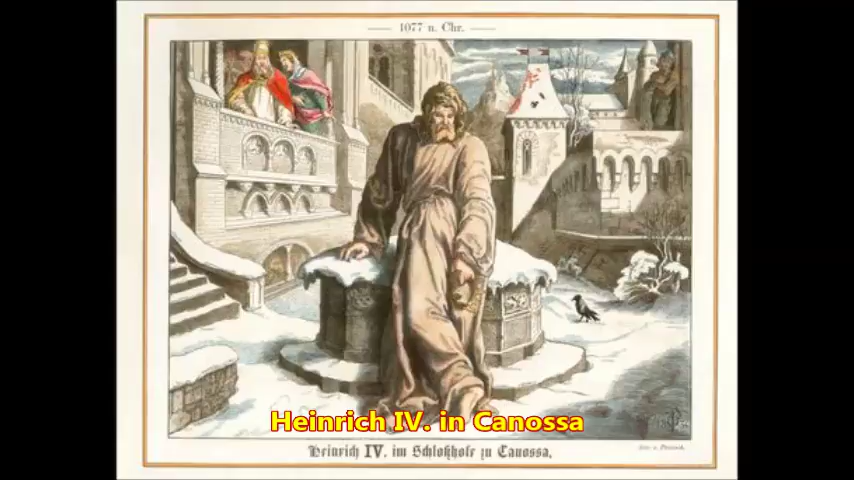 1077 n. Chr.
Heinrich IV. in Canossa
Heinrich IV. im Schloßhofe zu Canossa.